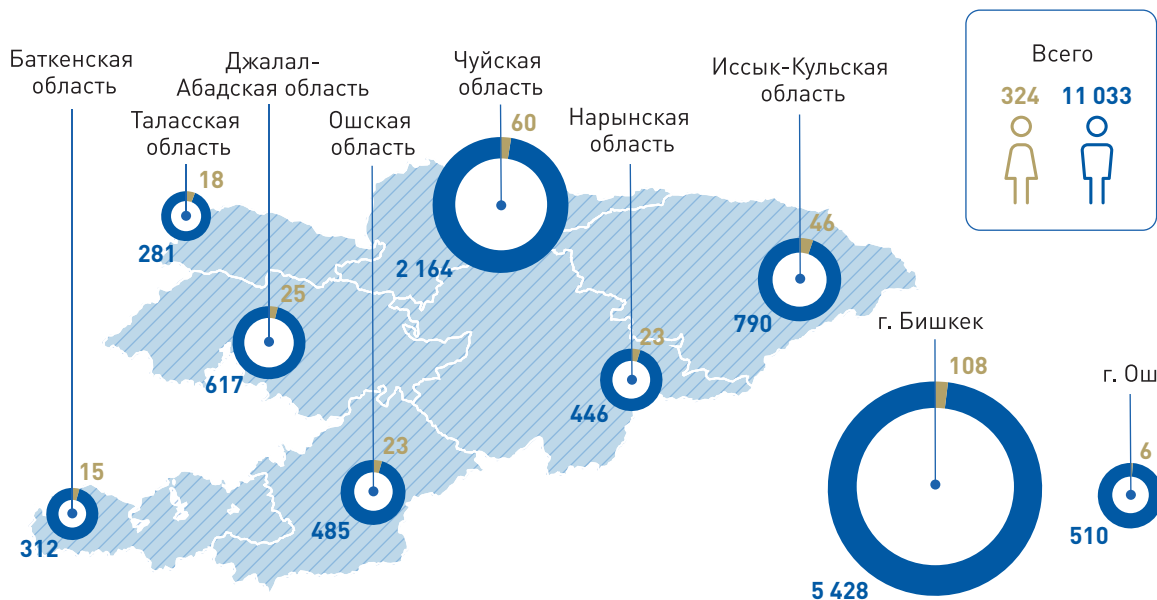 Баткенская
область
15
312
Таласская
область
18
281
Джалал-
Абадская область
25
617
Ошская
область
23
485
Чуйская
область
60
2 164
Нарынская
область
23
446
Иссык-Кульская
область
46
790
г. Бишкек
108
5 428
г. Ош
6
510
Всего
324 11 033